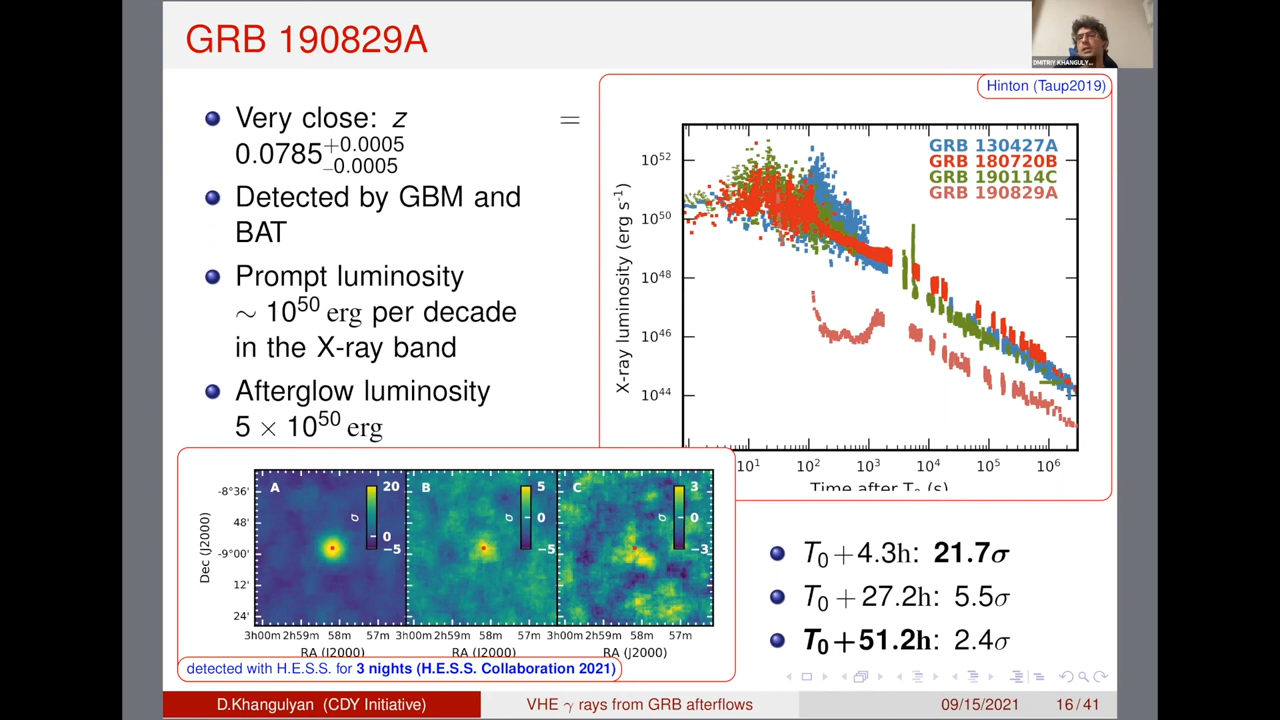 GRB 190829A
DMITRIY KHANGULY...
Very close: z =
0.0785+0.0005 −0.0005
Detected by GBM and
BAT
Prompt luminosity
∼ 10^50 erg per decade
in the X-ray band
Afterglow luminosity
5 × 10^50 erg
Hinton (Taup2019)
GRB 130427A
GRB 180720B
GRB 190114C
GRB 190829A
X-ray luminosity (erg s^-1)
10^52
10^50
10^48
10^46
10^44
10^1 10^2 10^3 10^4 10^5 10^6
Time after T0 (s)
A 20 B 5 C 3
σ σ σ
0 0 0
−5 −5 −3
Dec (J2000)
-8°36'
48'
-9°00'
12'
24'
3h00m 2h59m 58m 57m 3h00m 2h59m 58m 57m 3h00m 2h59m 58m 57m
RA (J2000) RA (J2000) RA (J2000)
detected with H.E.S.S. for 3 nights (H.E.S.S. Collaboration 2021)
T0 + 4.3h: 21.7σ
T0 + 27.2h: 5.5σ
T0 + 51.2h: 2.4σ
D.Khangulyan (CDY Initiative) VHE γ rays from GRB afterflows 09/15/2021 16/41